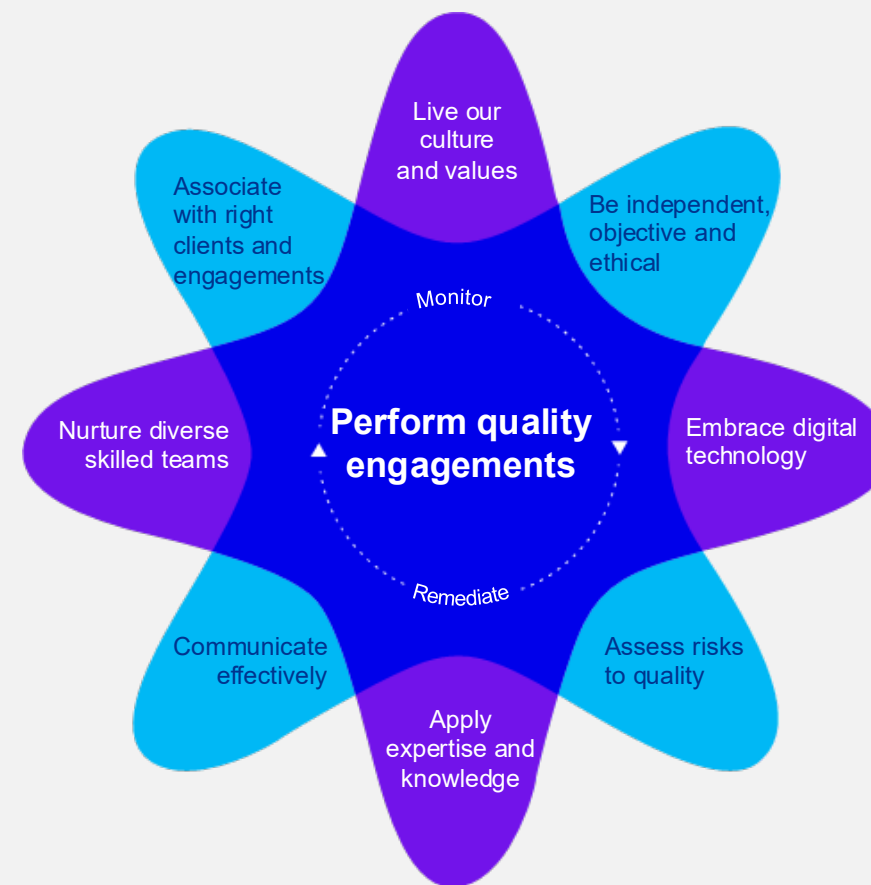 Live our
culture
and values
Be independent,
objective and
ethical
Embrace digital
technology
Assess risks
to quality
Apply
expertise and
knowledge
Communicate
effectively
Nurture diverse
skilled teams
Associate
with right
clients and
engagements
Monitor
Perform quality
engagements
Remediate